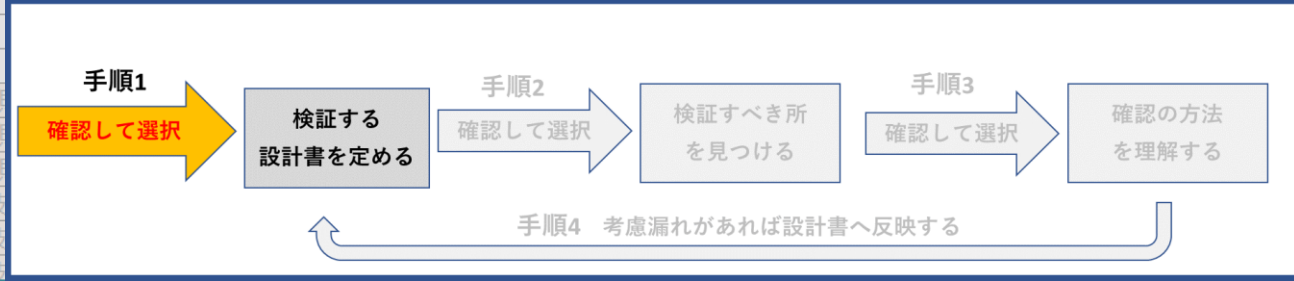 手順1
確認して選択
検証する
設計書を定める
手順2
確認して選択
検証すべき所
を見つける
手順3
確認して選択
確認の方法
を理解する
手順4 考慮漏れがあれば設計書へ反映する